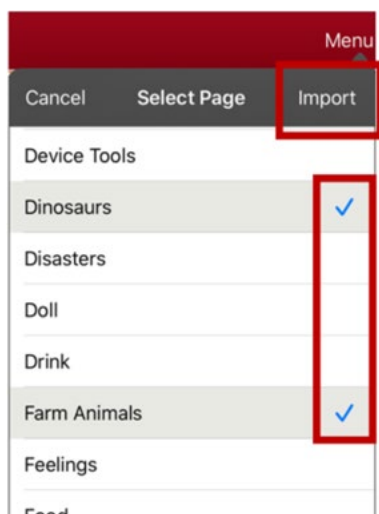 Menu
Cancel Select Page Import
Device Tools
Dinosaurs
Disasters
Doll
Drink
Farm Animals
Feelings